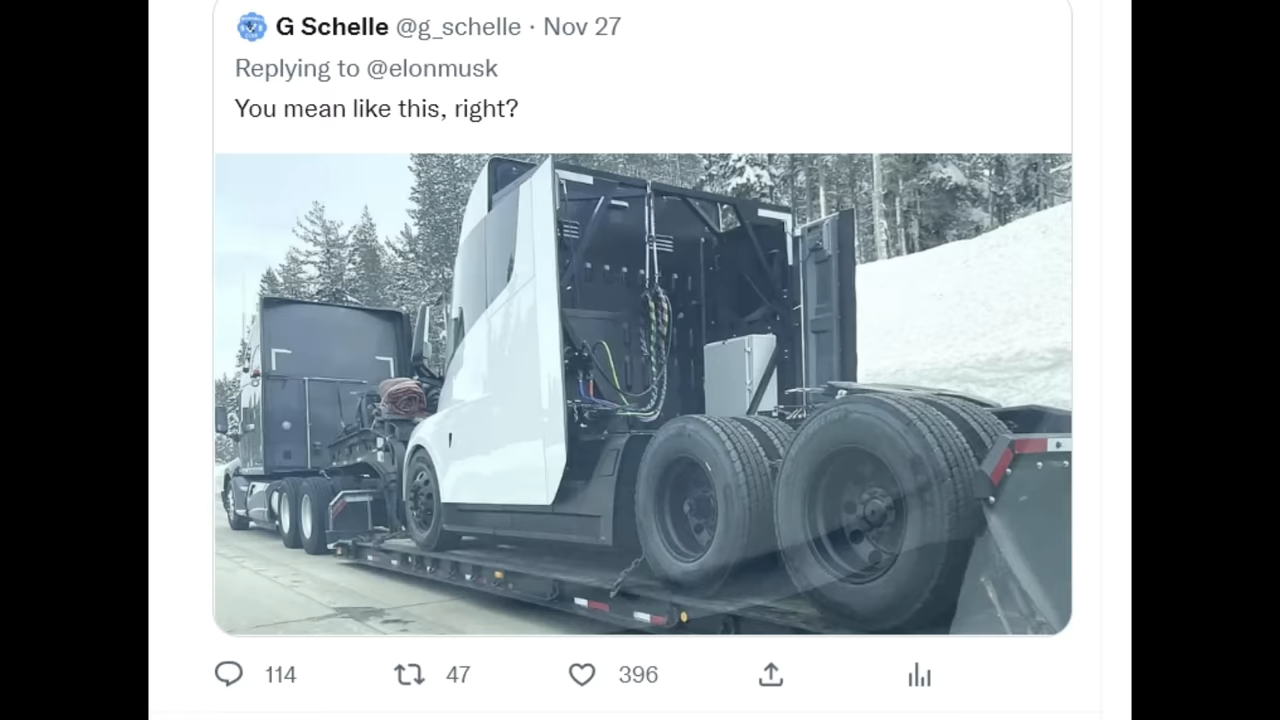 G Schelle @g_schelle · Nov 27
Replying to @elonmusk
You mean like this, right?
114 47 396